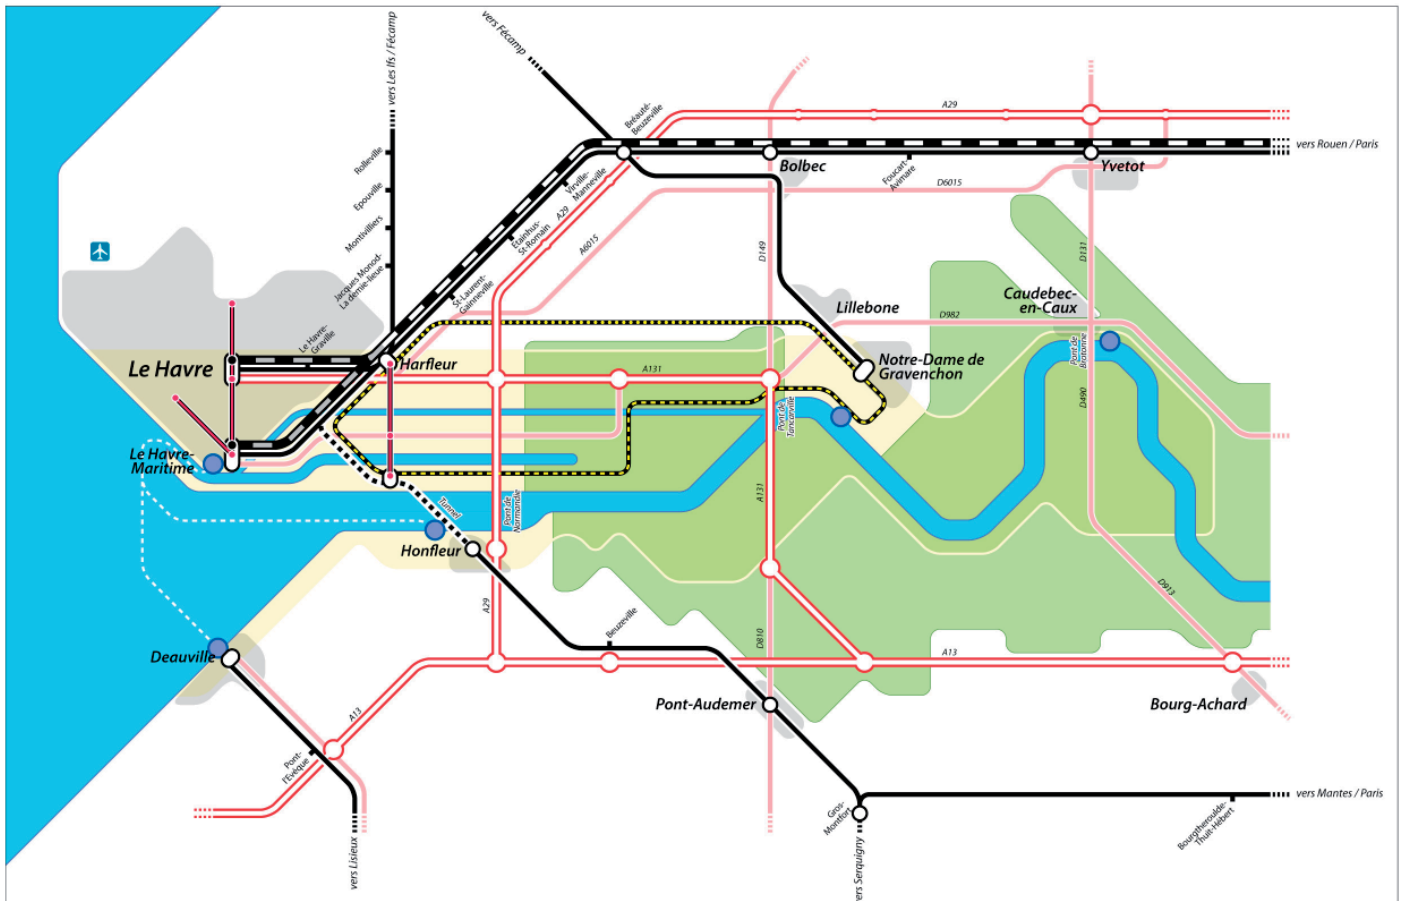 vers Fécamp
vers Les Ifs / Fécamp
Bréauté-
Beuzeville
A29
vers Rouen / Paris
Rolleville
Bolbec
Foucart-
Avimare
Yvetot
Epouville
Virville-
Manneville
D6015
A29
Montivilliers
Etainhus-
St-Romain
A6015
D149
D131
Jacques Monod-
La demie-lieue
St-Laurent-
Gainneville
Lillebone
Caudebec-
en-Caux
D982
Le Havre-
Graville
Le Havre
Harfleur
A131
Notre-Dame de
Gravenchon
Pont de
Brotonne
D490
Pont de
Tancarville
Le Havre-
Maritime
Tunnel
Pont de
Normandie
A131
Honfleur
A29
D913
Beuzeville
D810
Deauville
A13
A13
Pont-Audemer
Bourg-Achard
Pont-
l'Evéque
vers Lisieux
Gros-
Montfort
vers Mantes / Paris
Bourgtheroulde-
Thuit-Hébert
vers Serquigny